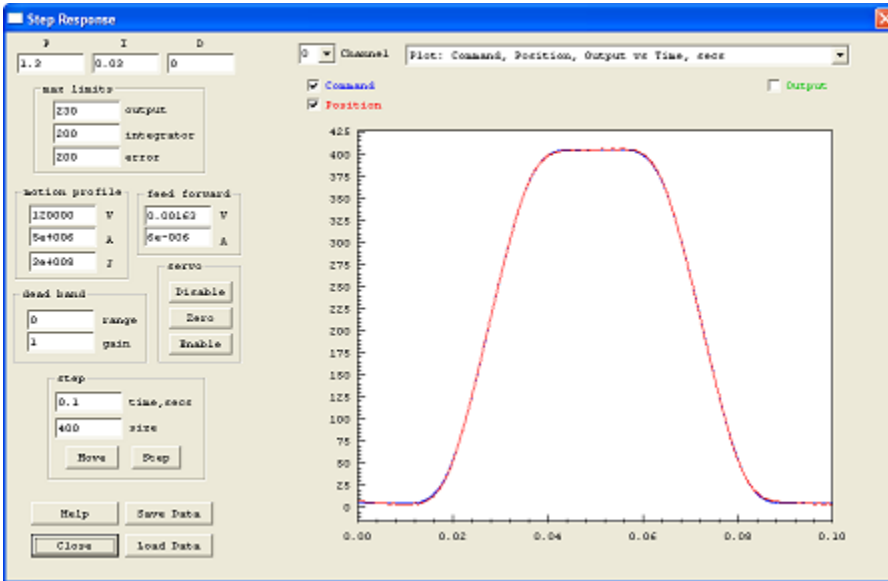 Step Response
P I D
1.2 0.02 0
max limits
230 output
200 integrator
200 error
motion profile
120000 V
5e+006 A
2e+009 J
feed forward
0.00163 V
6e-006 A
dead band
0 range
1 gain
servo
Disable
Zero
Enable
step
0.1 time,secs
400 size
Move Step
Help Save Data
Close Load Data
0 Channel Plot: Command, Position, Output vs Time, secs
Command Output
Position
425
400
375
350
325
300
275
250
225
200
175
150
125
100
75
50
25
0
0.00 0.02 0.04 0.06 0.08 0.10